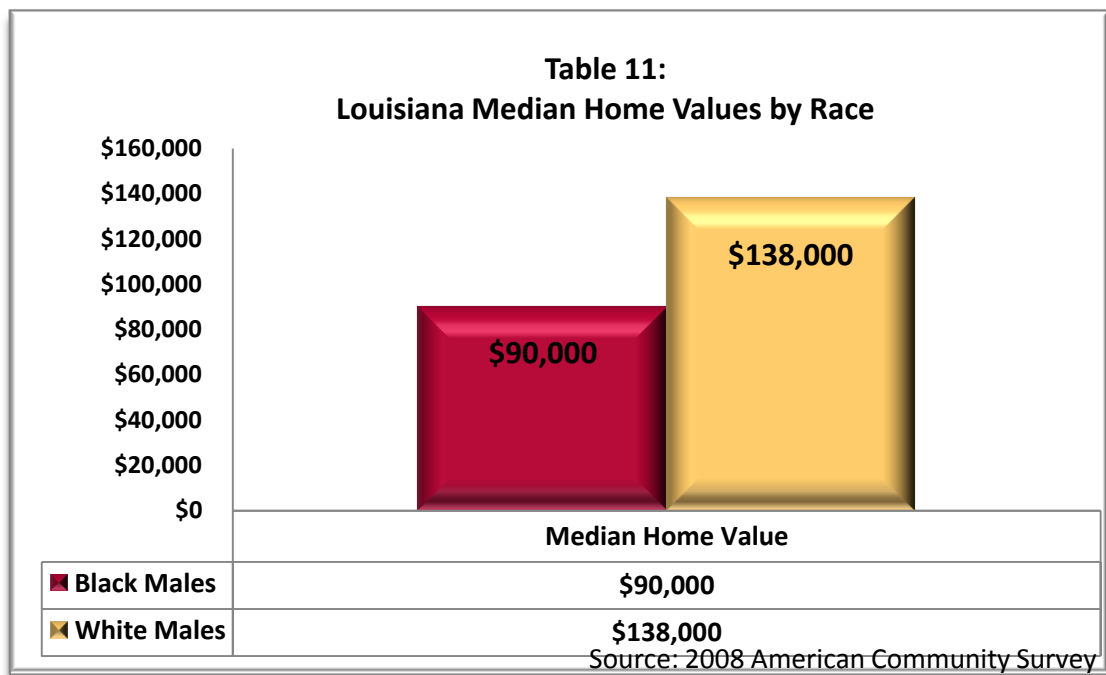 Table 11:
Louisiana Median Home Values by Race
$160,000
$140,000
$120,000
$100,000
$80,000
$60,000
$40,000
$20,000
$0
$90,000
$138,000
Median Home Value
Black Males $90,000
White Males $138,000
Source: 2008 American Community Survey